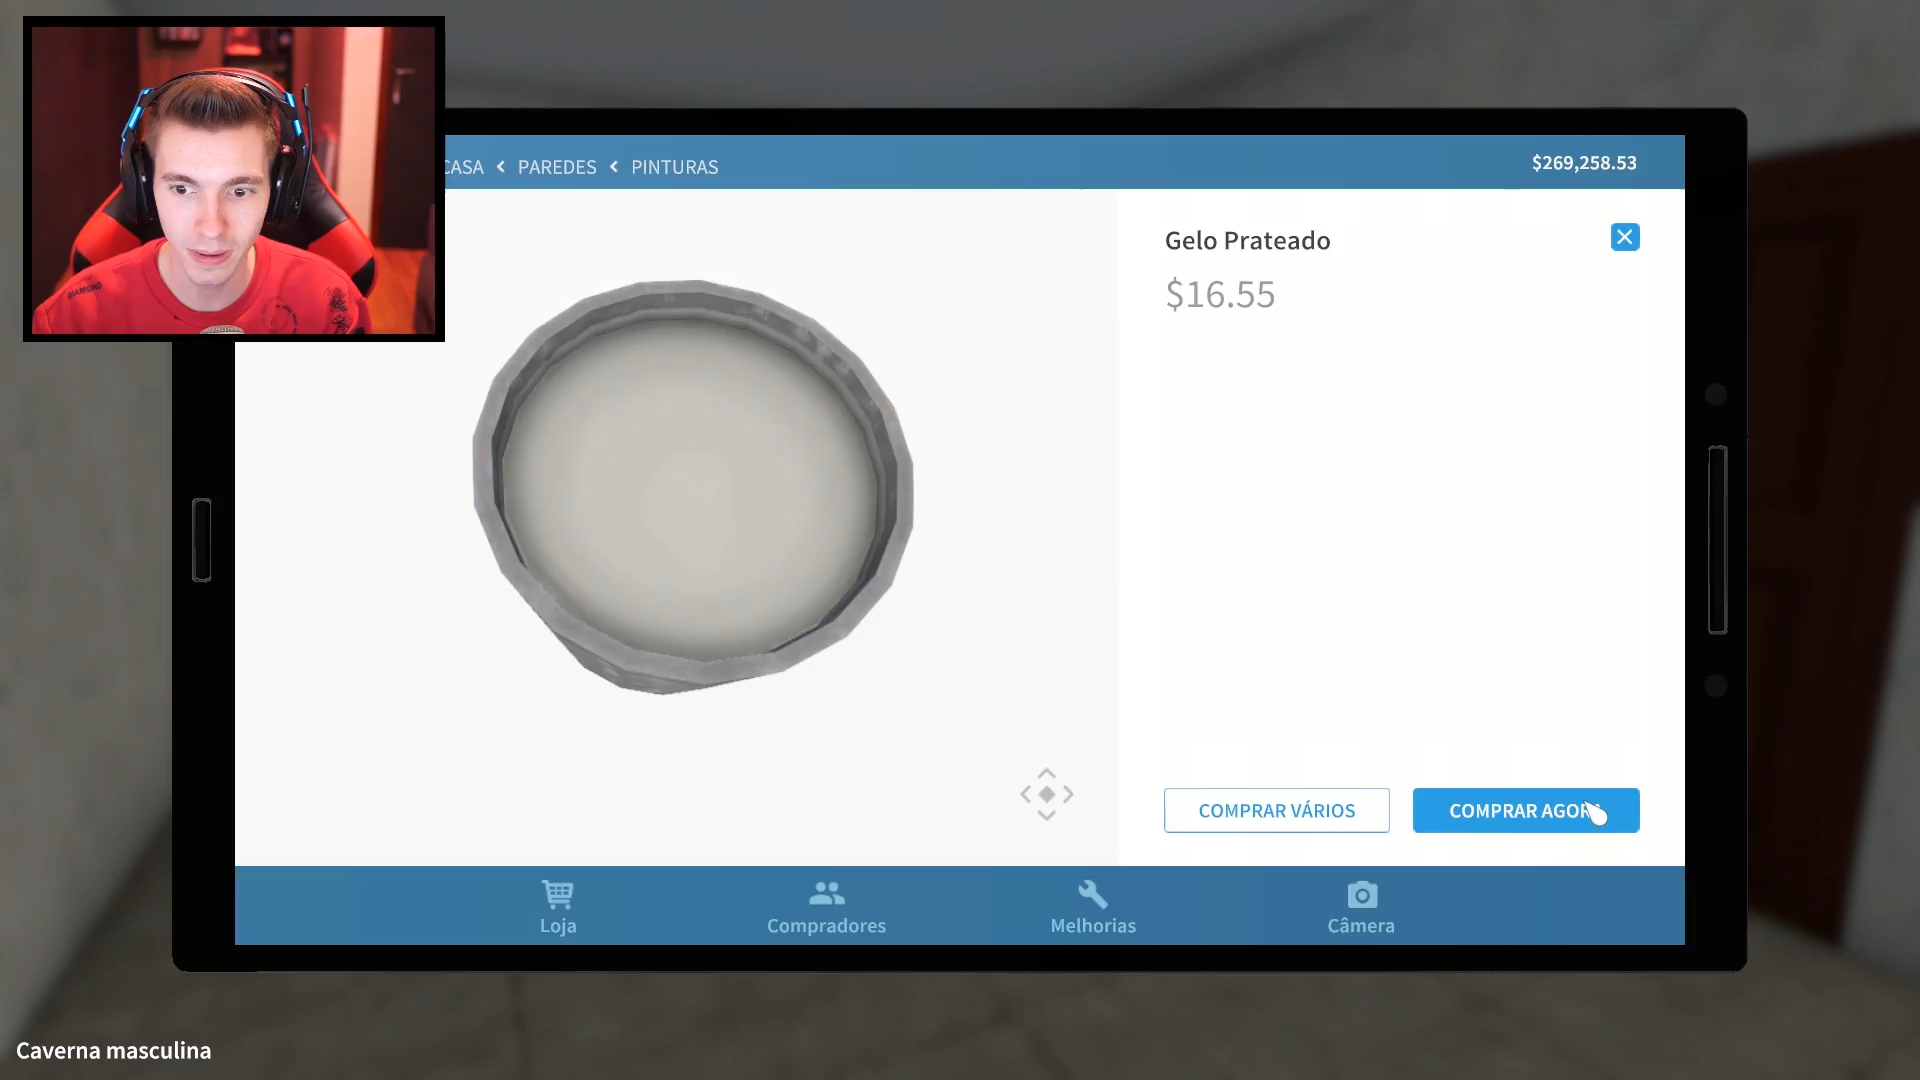 DIAMOND
CASA < PAREDES < PINTURAS
$269,258.53
Gelo Prateado
$16.55
COMPRAR VÁRIOS
COMPRAR AGORA
Loja
Compradores
Melhorias
Câmera
Caverna masculina